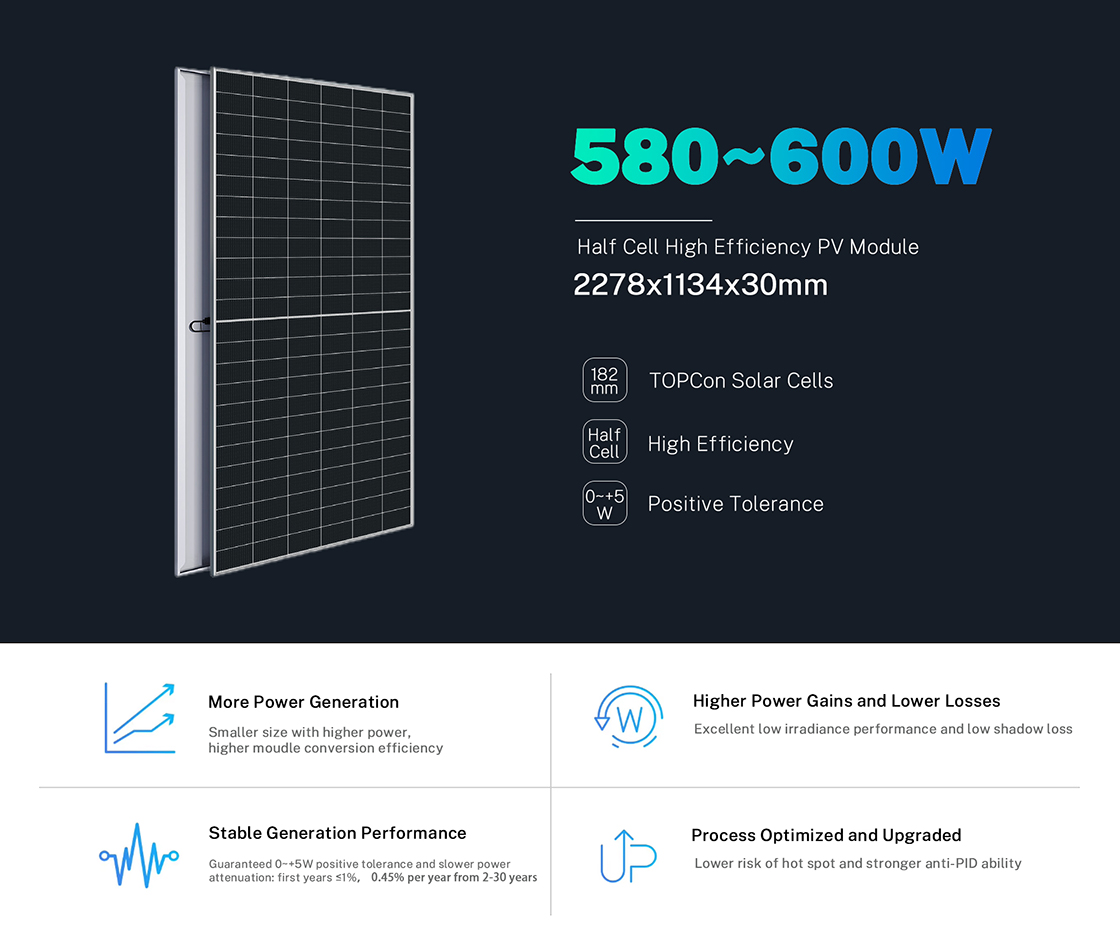 580~600W
Half Cell High Efficiency PV Module
2278x1134x30mm
182
mm
TOPCon Solar Cells
Half
Cell
High Efficiency
0~+5
W
Positive Tolerance
More Power Generation
Smaller size with higher power,
higher moudle conversion efficiency
W
Higher Power Gains and Lower Losses
Excellent low irradiance performance and low shadow loss
Stable Generation Performance
Guaranteed 0~+5W positive tolerance and slower power
attenuation: first years ≤1%, 0.45% per year from 2-30 years
UP
Process Optimized and Upgraded
Lower risk of hot spot and stronger anti-PID ability